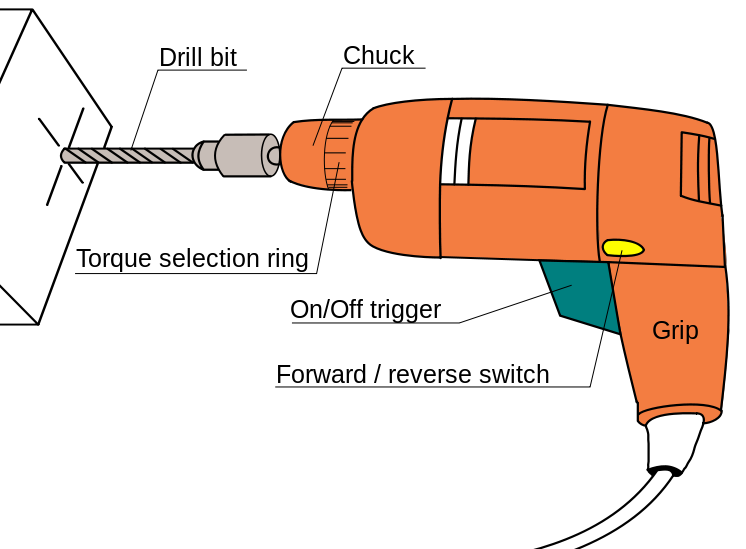 Drill bit
Chuck
Torque selection ring
On/Off trigger
Grip
Forward / reverse switch